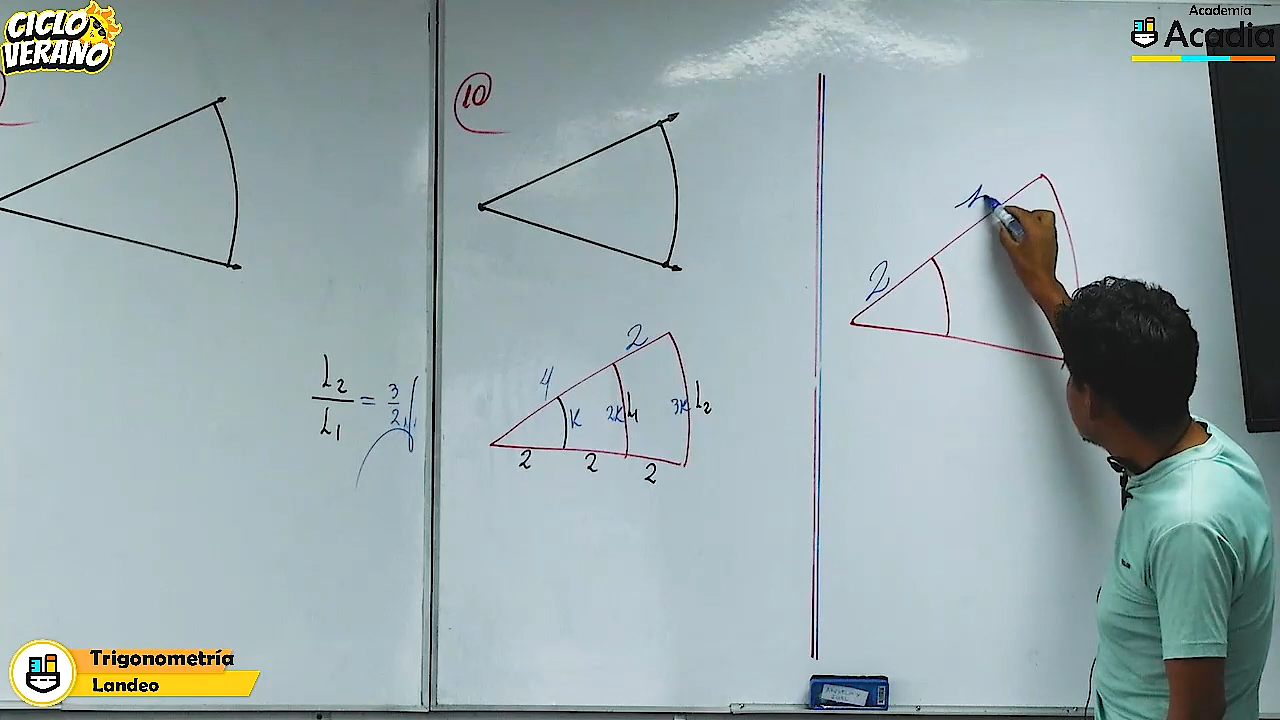 CICLO
VERANO
Academia
Acadia
10
L2
L1
=
3
2
4
2
K
2K
L1
3K
L2
2
2
2
2
Trigonometría
Landeo